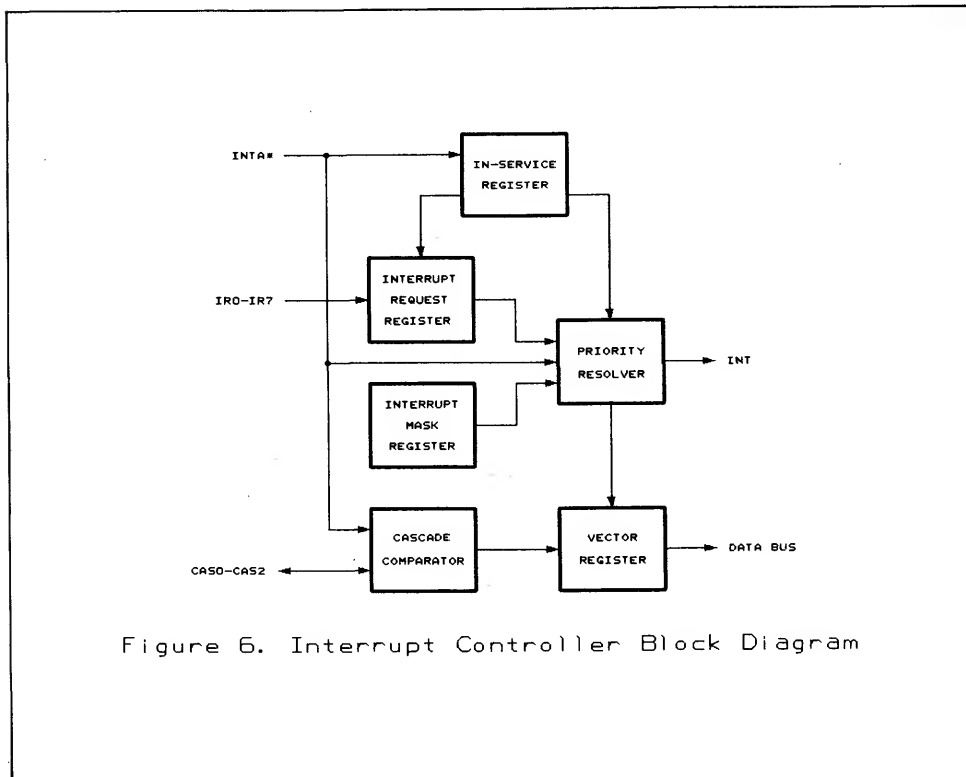 INTA#
IN-SERVICE
REGISTER
IR0-IR7
INTERRUPT
REQUEST
REGISTER
PRIORITY
RESOLVER
INT
INTERRUPT
MASK
REGISTER
CASCADE
COMPARATOR
VECTOR
REGISTER
DATA BUS
CAS0-CAS2
Figure 6. Interrupt Controller Block Diagram